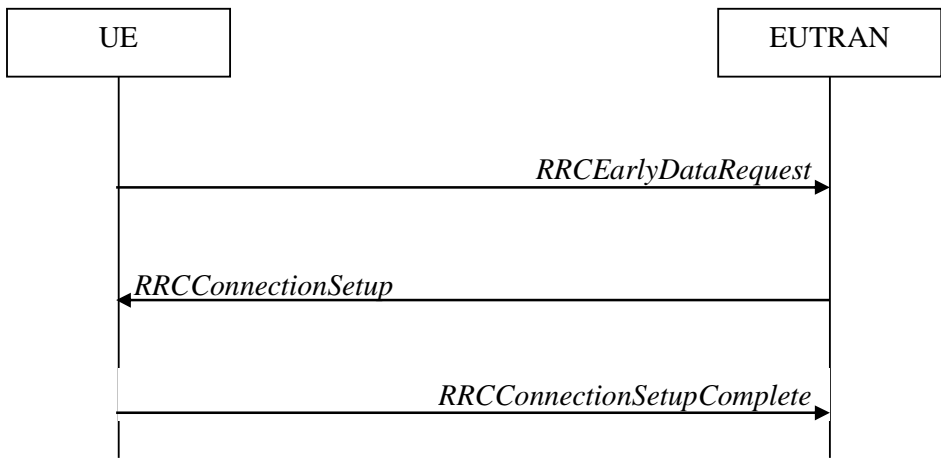 UE
EUTRAN
RRCEarlyDataRequest
RRCConnectionSetup
RRCConnectionSetupComplete